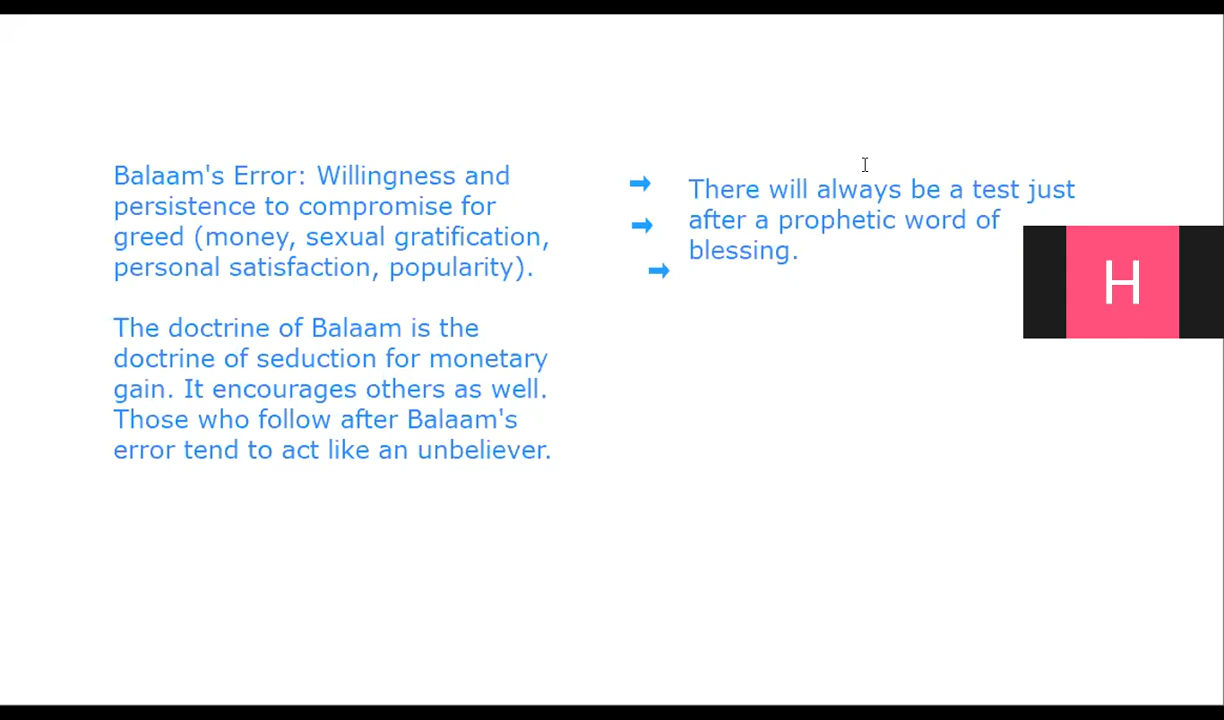 Balaam's Error: Willingness and
persistence to compromise for
greed (money, sexual gratification,
personal satisfaction, popularity).
The doctrine of Balaam is the
doctrine of seduction for monetary
gain. It encourages others as well.
Those who follow after Balaam's
error tend to act like an unbeliever.
There will always be a test just
after a prophetic word of
blessing.
H